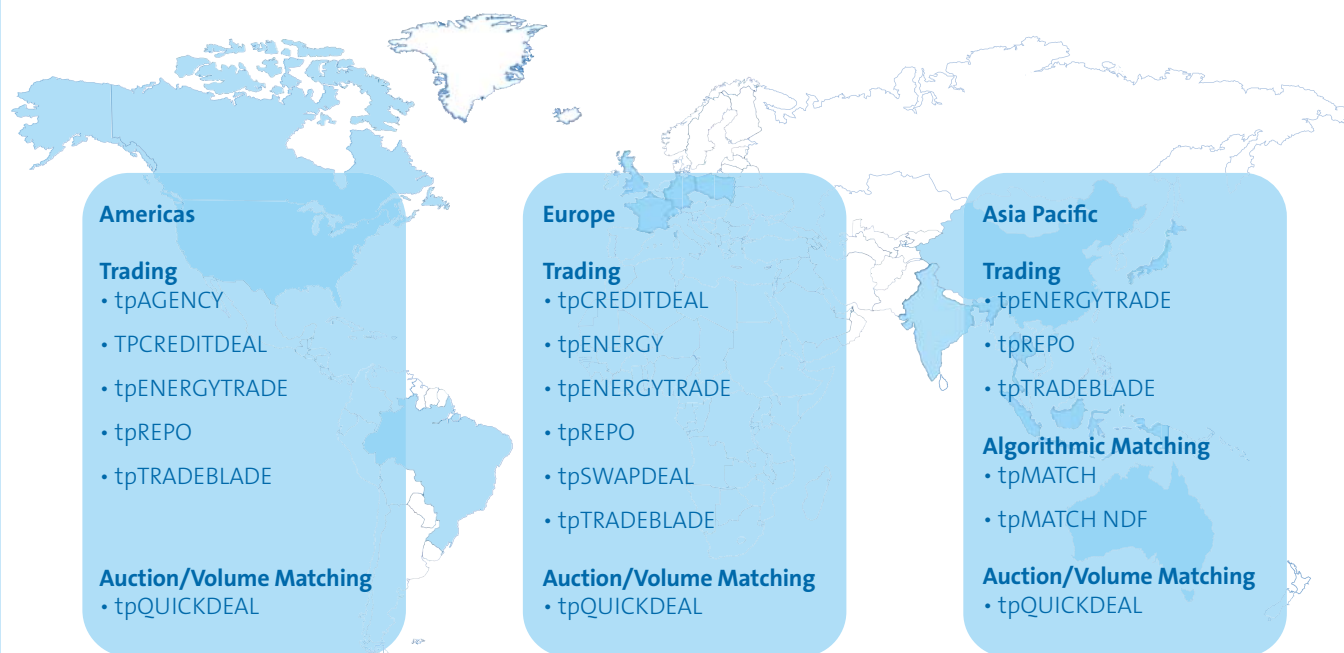 Americas
Trading
• tpAGENCY
• TPCREDITDEAL
• tpENERGYTRADE
• tpREPO
• tpTRADEBLADE
Auction/Volume Matching
• tpQUICKDEAL
Europe
Trading
• tpCREDITDEAL
• tpENERGY
• tpENERGYTRADE
• tpREPO
• tpSWAPDEAL
• tpTRADEBLADE
Auction/Volume Matching
• tpQUICKDEAL
Asia Pacific
Trading
• tpENERGYTRADE
• tpREPO
• tpTRADEBLADE
Algorithmic Matching
• tpMATCH
• tpMATCH NDF
Auction/Volume Matching
• tpQUICKDEAL